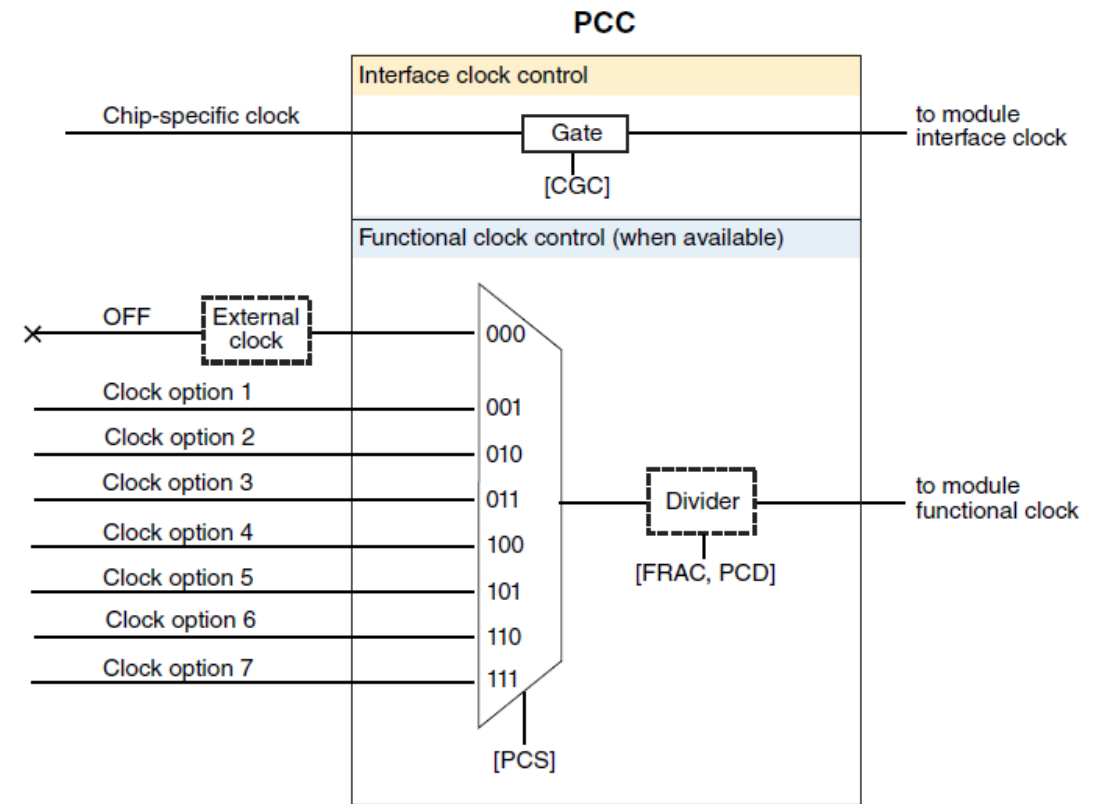 PCC
Interface clock control
Chip-specific clock
Gate
to module
interface clock
[CGC]
Functional clock control (when available)
OFF
External
clock
000
Clock option 1
001
Clock option 2
010
Clock option 3
011
Clock option 4
100
Clock option 5
101
Clock option 6
110
Clock option 7
111
Divider
to module
functional clock
[FRAC, PCD]
[PCS]